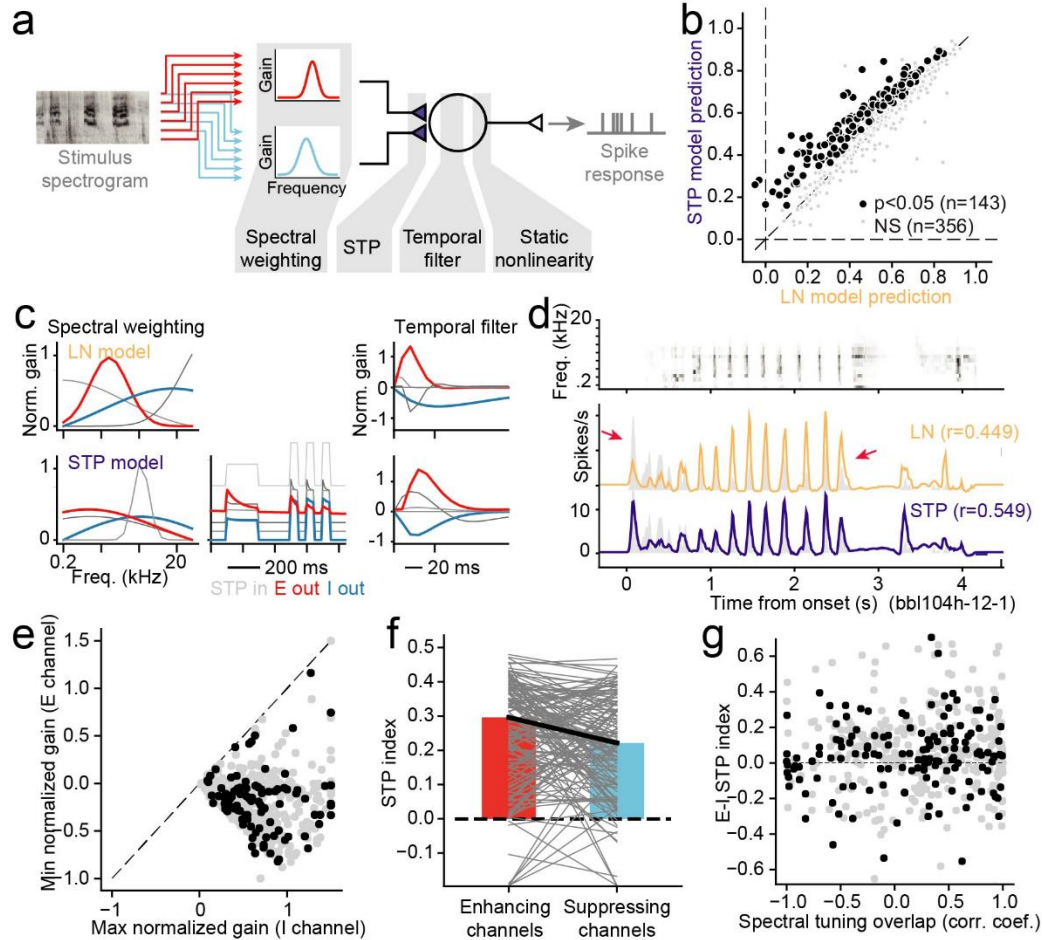 a
Stimulus
spectrogram
Gain
Gain
Frequency
Spike
response
Spectral
weighting
STP
Temporal
filter
Static
nonlinearity
b
STP model prediction
1.0
0.8
0.6
0.4
0.2
0.0
p<0.05 (n=143)
NS (n=356)
0.0 0.2 0.4 0.6 0.8 1.0
LN model prediction
c
Spectral weighting
Temporal filter
LN model
Norm. gain
1
0
Norm. gain
1
0
-1
STP model
1
0
1
0
-1
0.2 2 20
Freq. (kHz)
200 ms
20 ms
STP in E out I out
d
Freq. (kHz)
20
.2
Spikes/s
LN (r=0.449)
10
0
STP (r=0.549)
0 1 2 3 4
Time from onset (s) (bbl104h-12-1)
e
Min normalized gain (E channel)
1.5
1.0
0.5
0.0
-0.5
-1.0
-1 0 1
Max normalized gain (I channel)
f
STP index
0.5
0.4
0.3
0.2
0.1
0.0
−0.1
Enhancing
channels
Suppressing
channels
g
E-I STP index
0.6
0.4
0.2
0.0
−0.2
−0.4
−0.6
-1.0 -0.5 0.0 0.5 1.0
Spectral tuning overlap (corr. coef.)